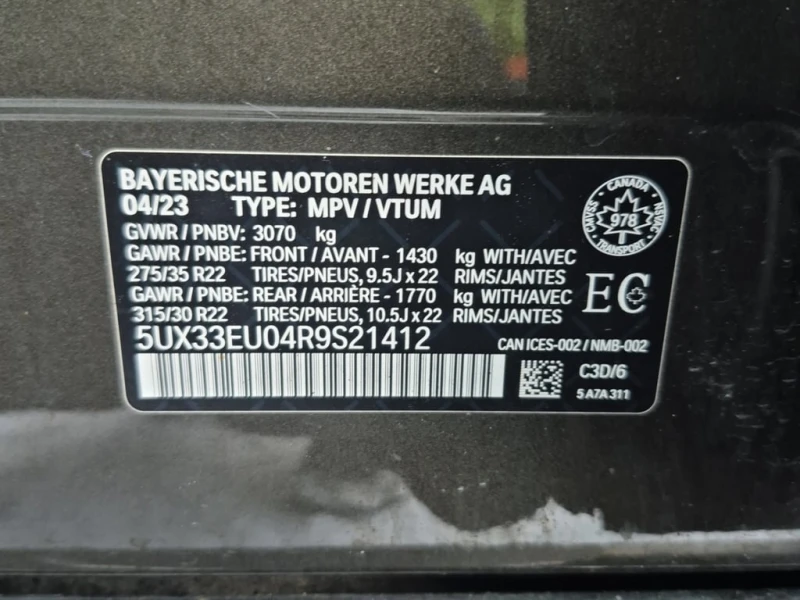 BAYERISCHE MOTOREN WERKE AG
04/23 TYPE: MPV / VTUM
GVWR / PNBV: 3070 kg
GAWR / PNBE: FRONT / AVANT - 1430 kg WITH/AVEC
275/35 R22 TIRES/PNEUS, 9.5J x 22 RIMS/JANTES
GAWR / PNBE: REAR / ARRIÈRE - 1770 kg WITH/AVEC
315/30 R22 TIRES/PNEUS, 10.5J x 22 RIMS/JANTES
5UX33EU04R9S21412
CANADA
CMVSS
NSVAC
978
TRANSPORT
EC
CAN ICES-002 / NMB-002
C3D/6
5 A7A 311